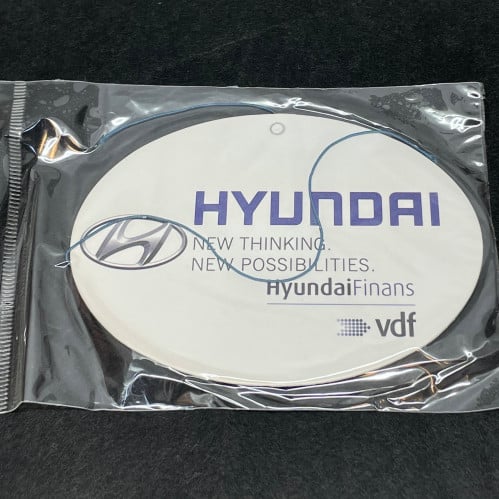 HYUNDAI
NEW THINKING.
NEW POSSIBILITIES.
HyundaiFinans
vdf